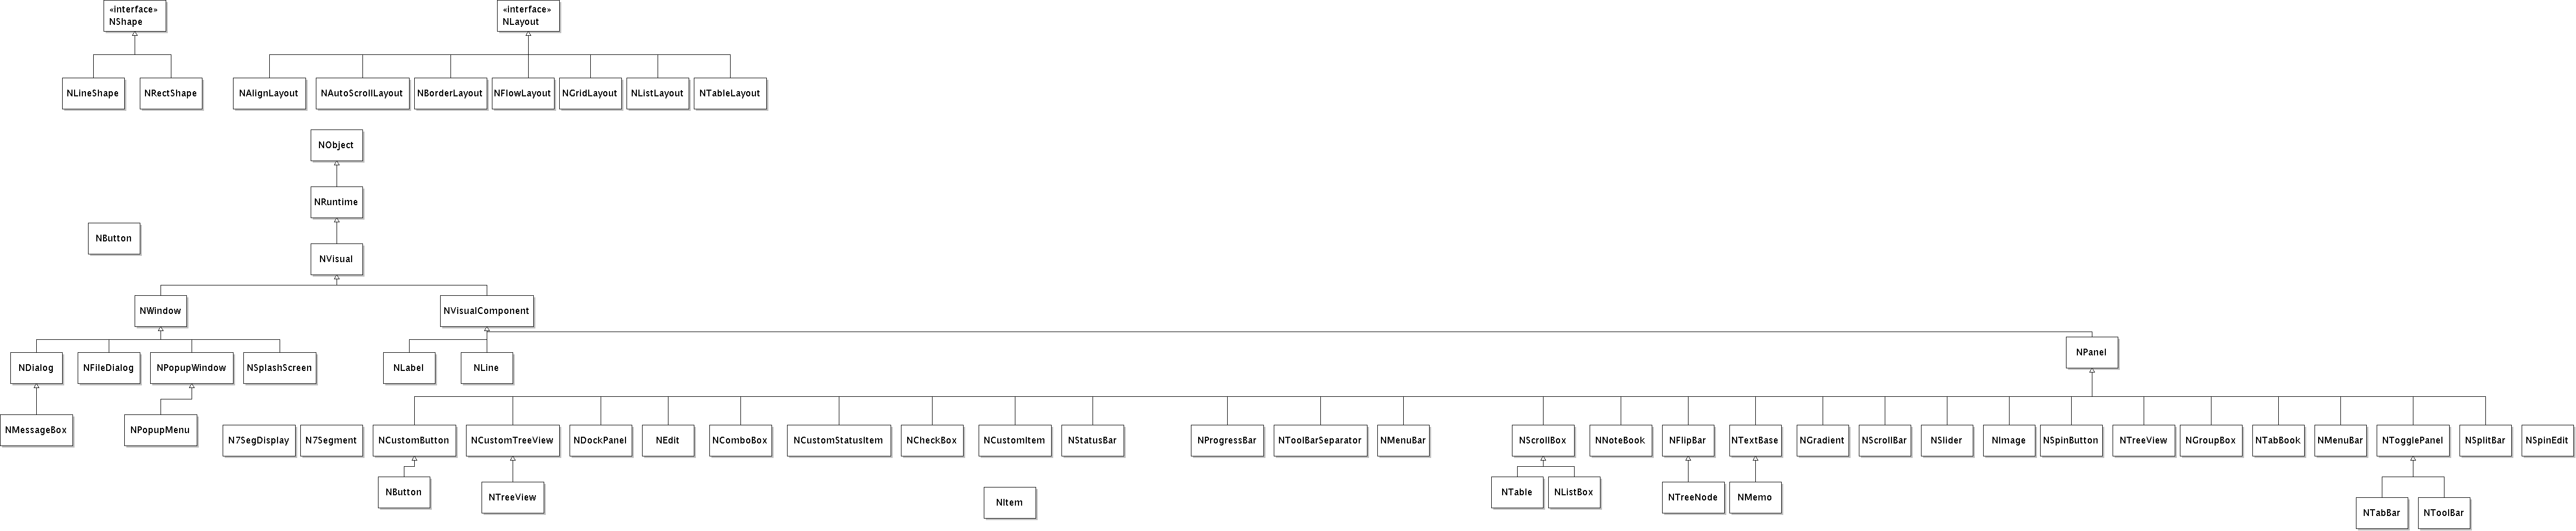 «interface»
NShape
«interface»
NLayout
NLineShape
NRectShape
NAlignLayout
NAutoScrollLayout
NBorderLayout
NFlowLayout
NGridLayout
NListLayout
NTableLayout
NObject
NRuntime
NButton
NVisual
NWindow
NVisualComponent
NPanel
NDialog
NFileDialog
NPopupWindow
NSplashScreen
NLabel
NLine
NMessageBox
NPopupMenu
N7SegDisplay
N7Segment
NCustomButton
NCustomTreeView
NDockPanel
NEdit
NComboBox
NCustomStatusItem
NCheckBox
NCustomItem
NStatusBar
NProgressBar
NToolBarSeparator
NMenuBar
NScrollBox
NNoteBook
NFlipBar
NTextBase
NGradient
NScrollBar
NSlider
NImage
NSpinButton
NTreeView
NGroupBox
NTabBook
NMenuBar
NTogglePanel
NSplitBar
NSpinEdit
NButton
NTreeView
NItem
NTable
NListBox
NTreeNode
NMemo
NTabBar
NToolBar